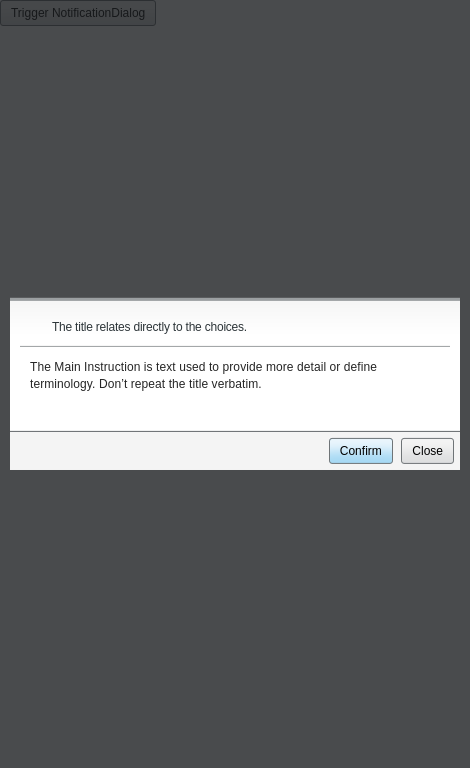 Trigger NotificationDialog
The title relates directly to the choices.
The Main Instruction is text used to provide more detail or define
terminology. Don’t repeat the title verbatim.
Confirm Close